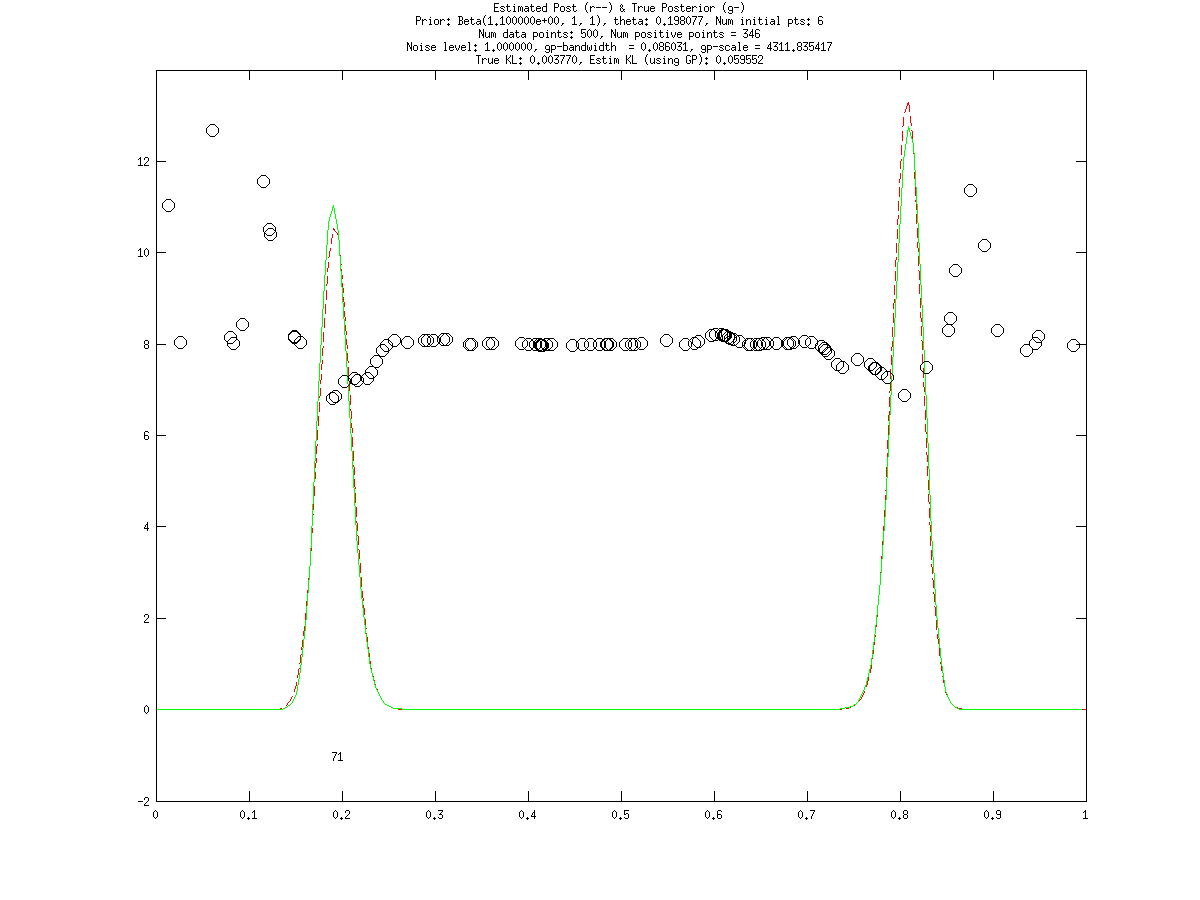 Estimated Post (r--) & True Posterior (g-)
Prior: Beta(1.100000e+00, 1, 1), theta: 0.198077, Num initial pts: 6
Num data points: 500, Num positive points = 346
Noise level: 1.000000, gp-bandwidth  = 0.086031, gp-scale = 4311.835417
True KL: 0.003770, Estim KL (using GP): 0.059552
12
10
8
6
4
2
0
71
-2
0 0.1 0.2 0.3 0.4 0.5 0.6 0.7 0.8 0.9 1